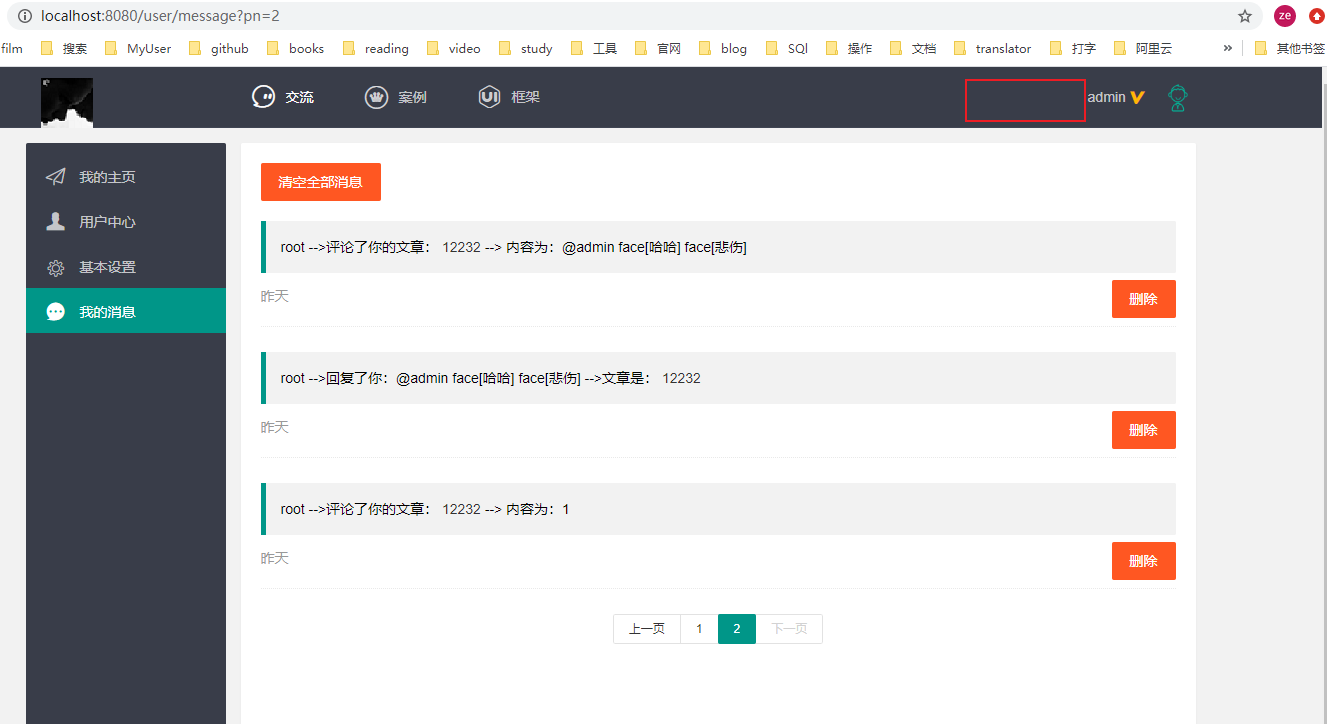 localhost:8080/user/message?pn=2
ze
film 搜索 MyUser github books reading video study 工具 官网 blog SQl 操作 文档 translator 打字 阿里云 » 其他书签
交流 案例 框架 admin
我的主页
用户中心
基本设置
我的消息
清空全部消息
root -->评论了你的文章： 12232 --> 内容为：@admin face[哈哈] face[悲伤]
昨天 删除
root -->回复了你：@admin face[哈哈] face[悲伤] -->文章是： 12232
昨天 删除
root -->评论了你的文章： 12232 --> 内容为：1
昨天 删除
上一页 1 2 下一页